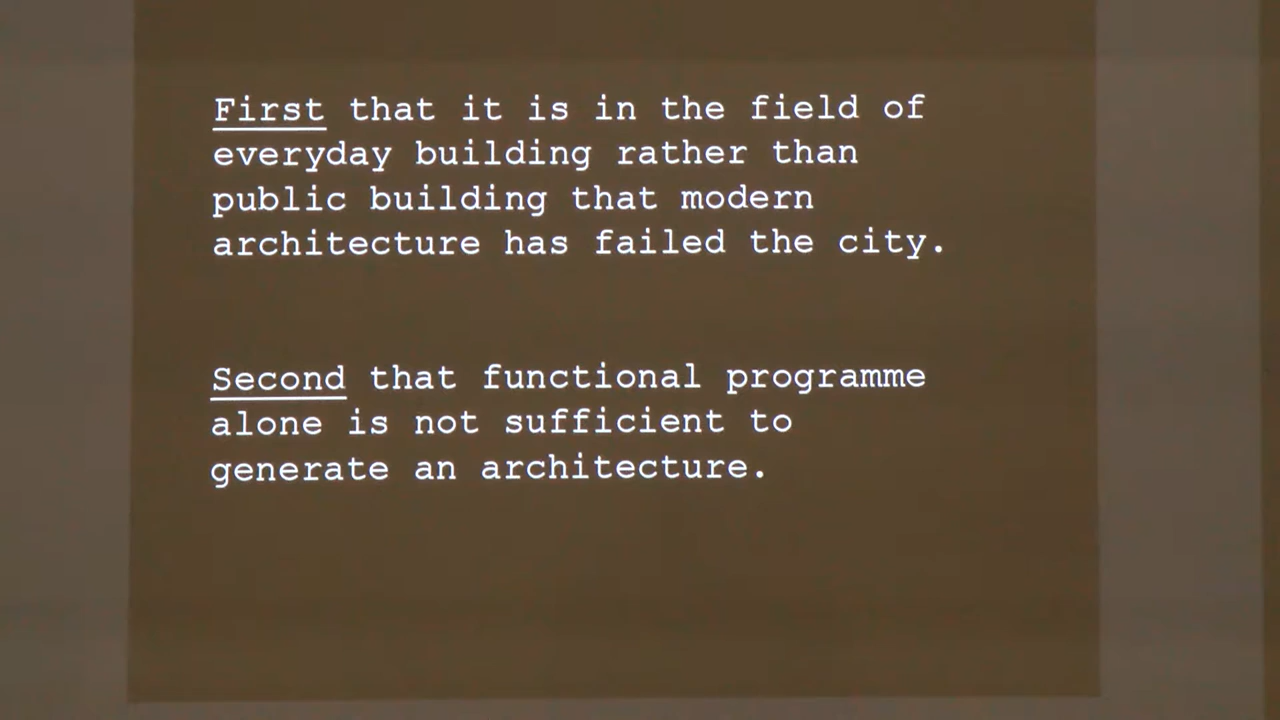 First that it is in the field of
everyday building rather than
public building that modern
architecture has failed the city.
Second that functional programme
alone is not sufficient to
generate an architecture.